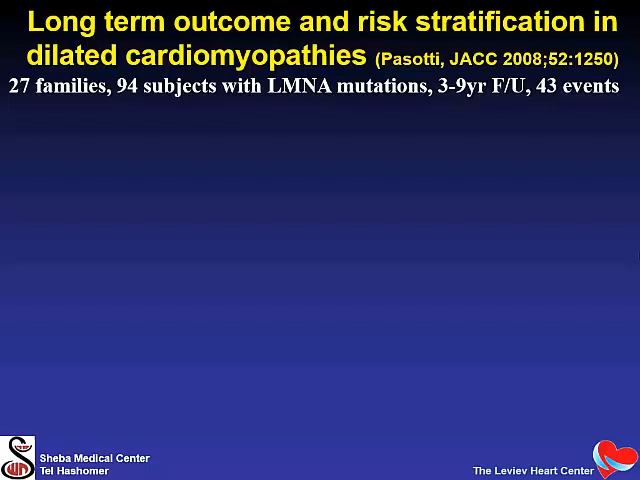 Long term outcome and risk stratification in
dilated cardiomyopathies (Pasotti, JACC 2008;52:1250)
27 families, 94 subjects with LMNA mutations, 3-9yr F/U, 43 events
Sheba Medical Center
Tel Hashomer
The Leviev Heart Center